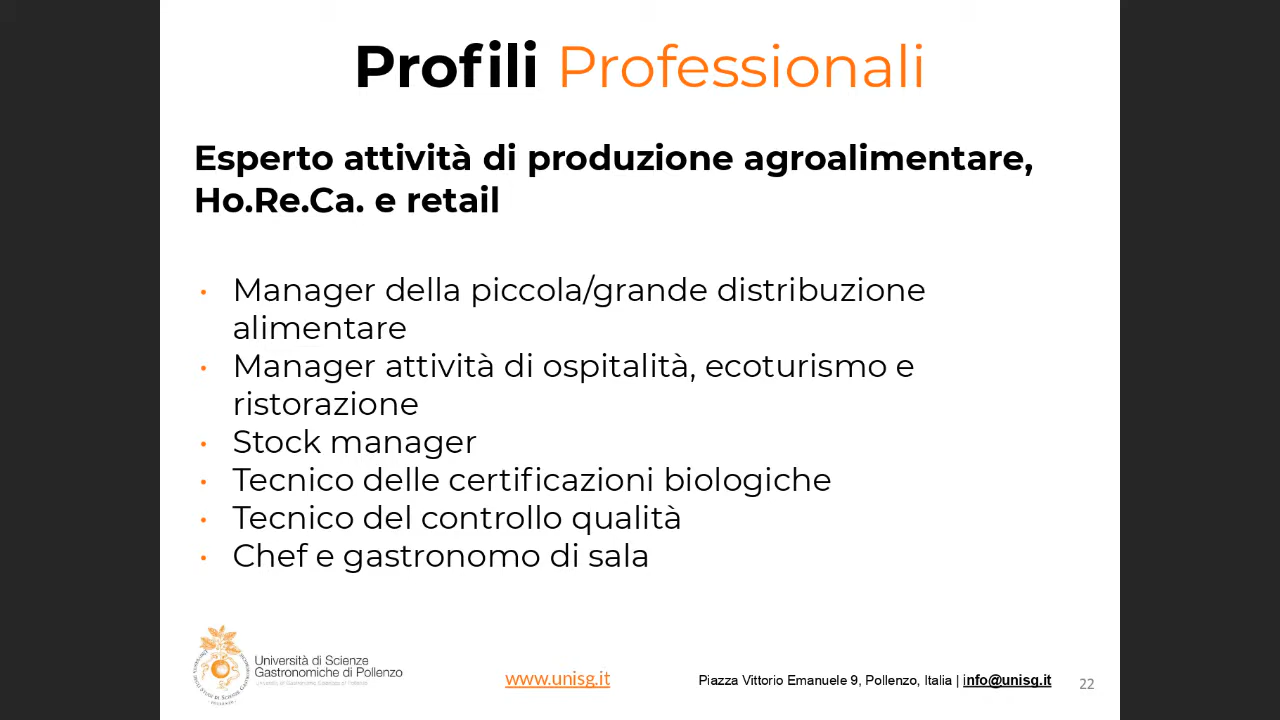 Profili Professionali
Esperto attività di produzione agroalimentare,
Ho.Re.Ca. e retail
• Manager della piccola/grande distribuzione
alimentare
• Manager attività di ospitalità, ecoturismo e
ristorazione
• Stock manager
• Tecnico delle certificazioni biologiche
• Tecnico del controllo qualità
• Chef e gastronomo di sala
Università di Scienze
Gastronomiche di Pollenzo
www.unisg.it
Piazza Vittorio Emanuele 9, Pollenzo, Italia | info@unisg.it
22